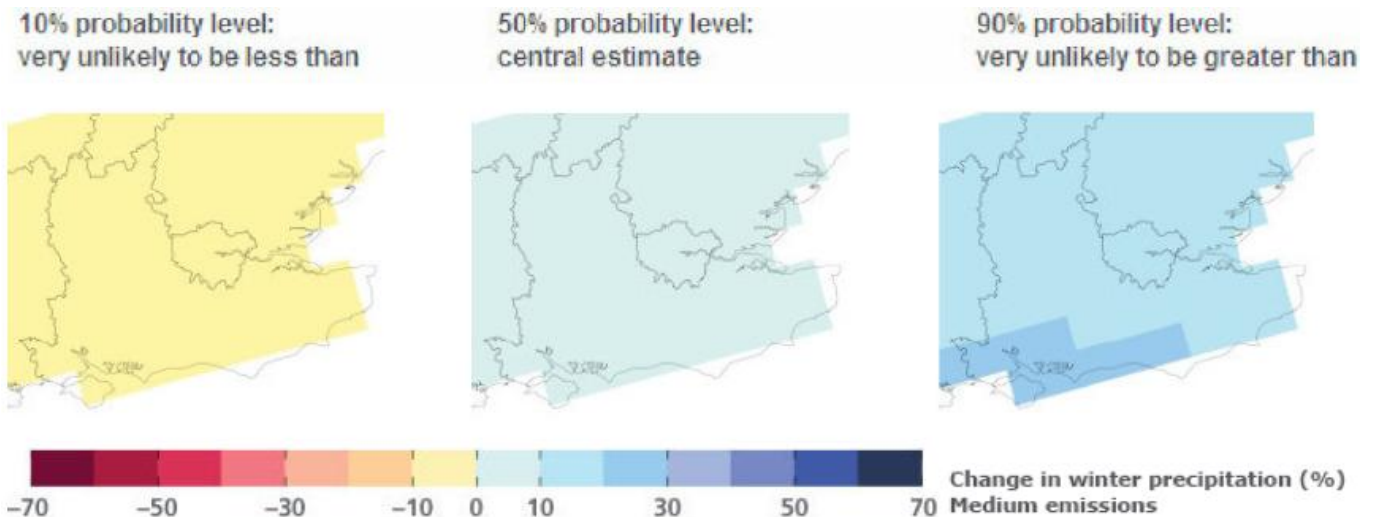 10% probability level:
very unlikely to be less than
50% probability level:
central estimate
90% probability level:
very unlikely to be greater than
−70 −50 −30 −10 0 10 30 50 70
Change in winter precipitation (%)
Medium emissions